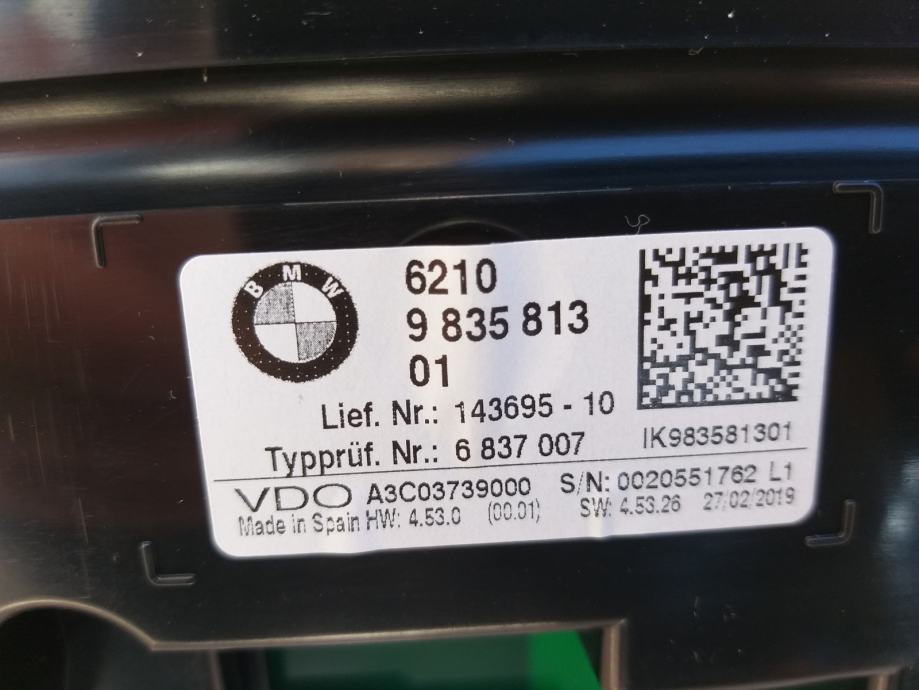 BMW
6210
9 835 813
01
Lief. Nr.: 143695 - 10
Typprüf. Nr.: 6 837 007
IK983581301
VDO A3C03739000 S/N: 0020551762 L1
Made in Spain HW: 4.53.0 (00.01) SW: 4.53.26 27/02/2019